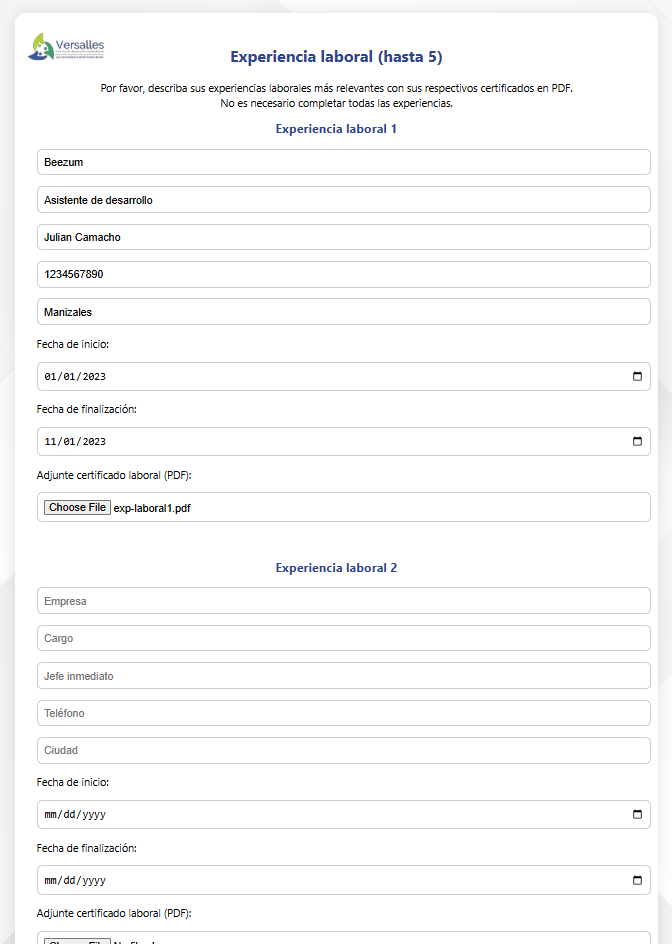 Versalles
Experiencia laboral (hasta 5)
Por favor, describa sus experiencias laborales más relevantes con sus respectivos certificados en PDF.
No es necesario completar todas las experiencias.
Experiencia laboral 1
Beezum
Asistente de desarrollo
Julian Camacho
1234567890
Manizales
Fecha de inicio:
01/01/2023
Fecha de finalización:
11/01/2023
Adjunte certificado laboral (PDF):
Choose File exp-laboral1.pdf
Experiencia laboral 2
Empresa
Cargo
Jefe inmediato
Teléfono
Ciudad
Fecha de inicio:
mm/dd/yyyy
Fecha de finalización:
mm/dd/yyyy
Adjunte certificado laboral (PDF):